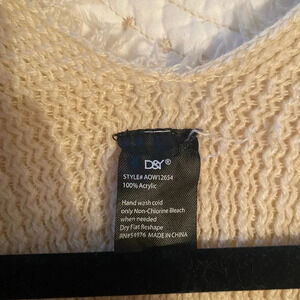 D&Y®
STYLE# AOW12654
100% Acrylic
Hand wash cold
only Non-Chlorine Bleach
when needed
Dry Flat Reshape
RN#54976 MADE IN CHINA